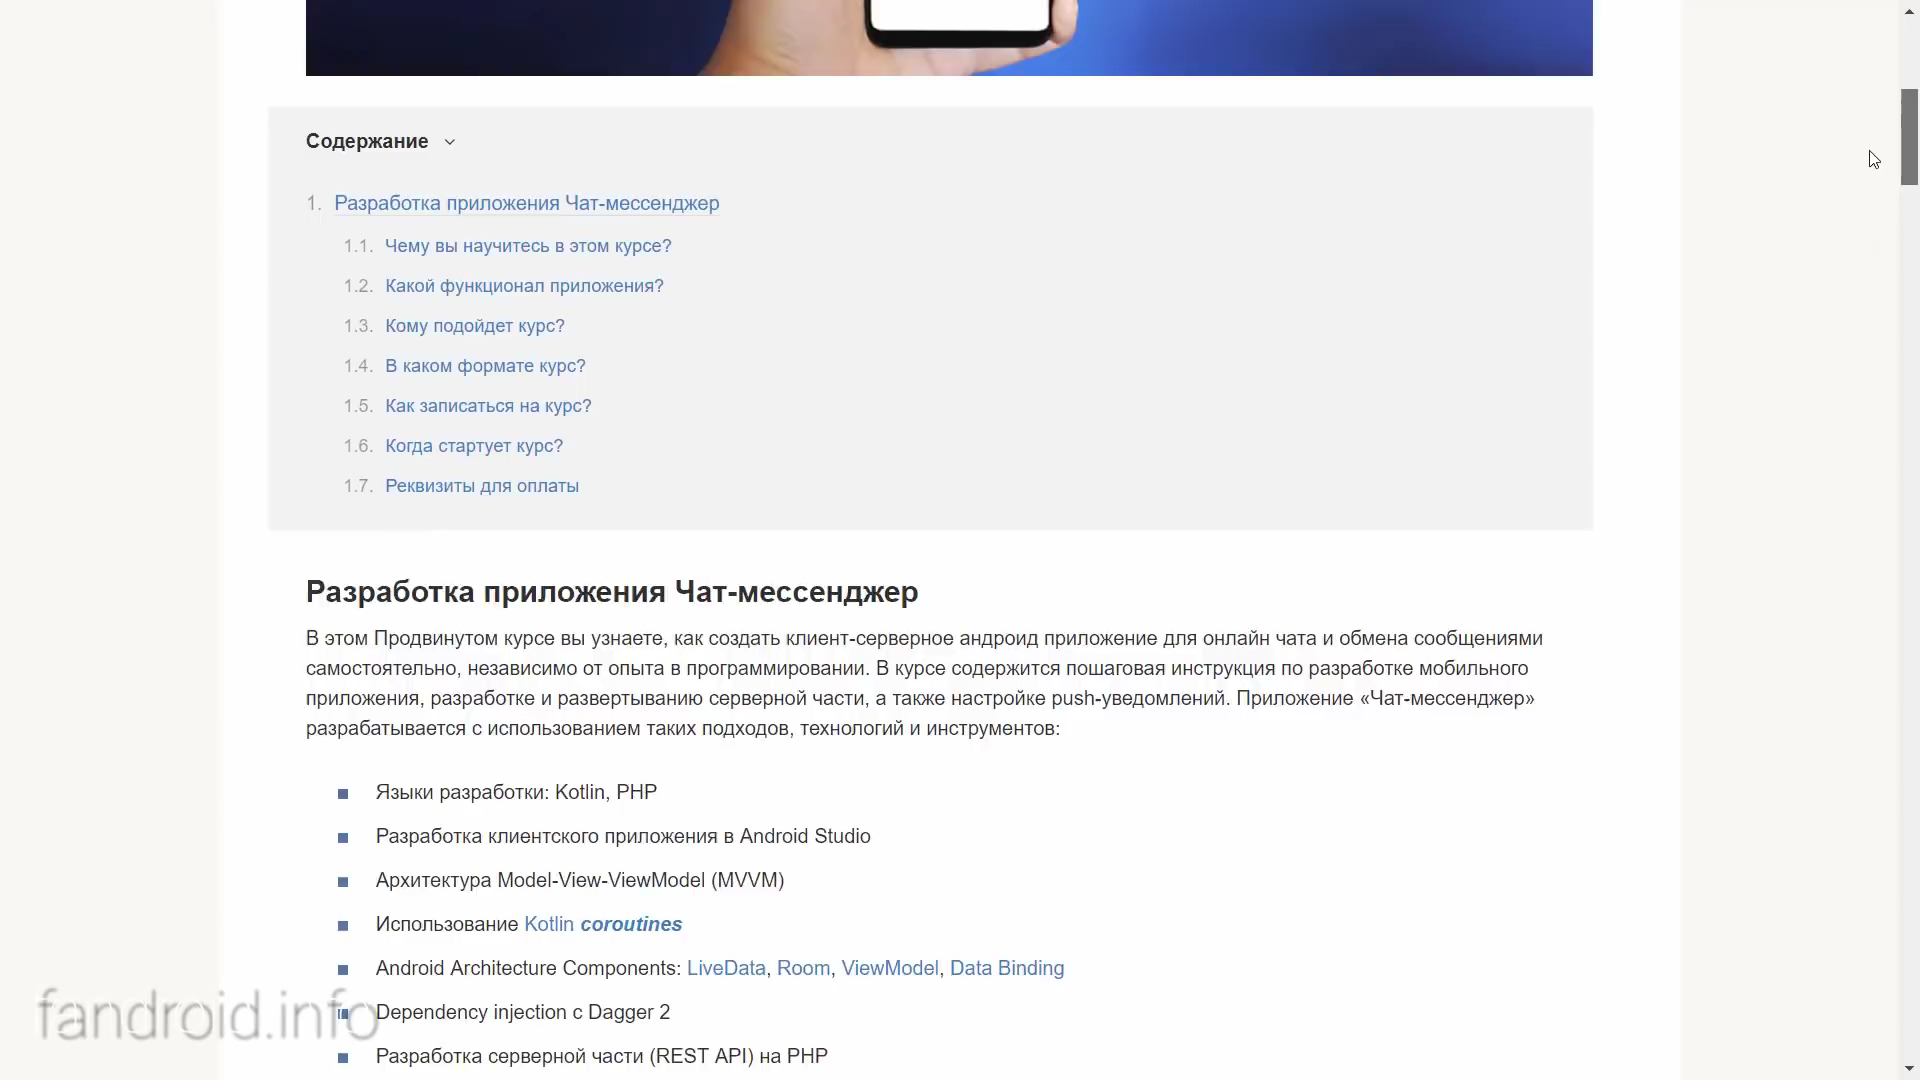 Содержание
1. Разработка приложения Чат-мессенджер
1.1. Чему вы научитесь в этом курсе?
1.2. Какой функционал приложения?
1.3. Кому подойдет курс?
1.4. В каком формате курс?
1.5. Как записаться на курс?
1.6. Когда стартует курс?
1.7. Реквизиты для оплаты
Разработка приложения Чат-мессенджер
В этом Продвинутом курсе вы узнаете, как создать клиент-серверное андроид приложение для онлайн чата и обмена сообщениями
самостоятельно, независимо от опыта в программировании. В курсе содержится пошаговая инструкция по разработке мобильного
приложения, разработке и развертыванию серверной части, а также настройке push-уведомлений. Приложение «Чат-мессенджер»
разрабатывается с использованием таких подходов, технологий и инструментов:
Языки разработки: Kotlin, PHP
Разработка клиентского приложения в Android Studio
Архитектура Model-View-ViewModel (MVVM)
Использование Kotlin coroutines
Android Architecture Components: LiveData, Room, ViewModel, Data Binding
Dependency injection с Dagger 2
Разработка серверной части (REST API) на PHP
fandroid.info